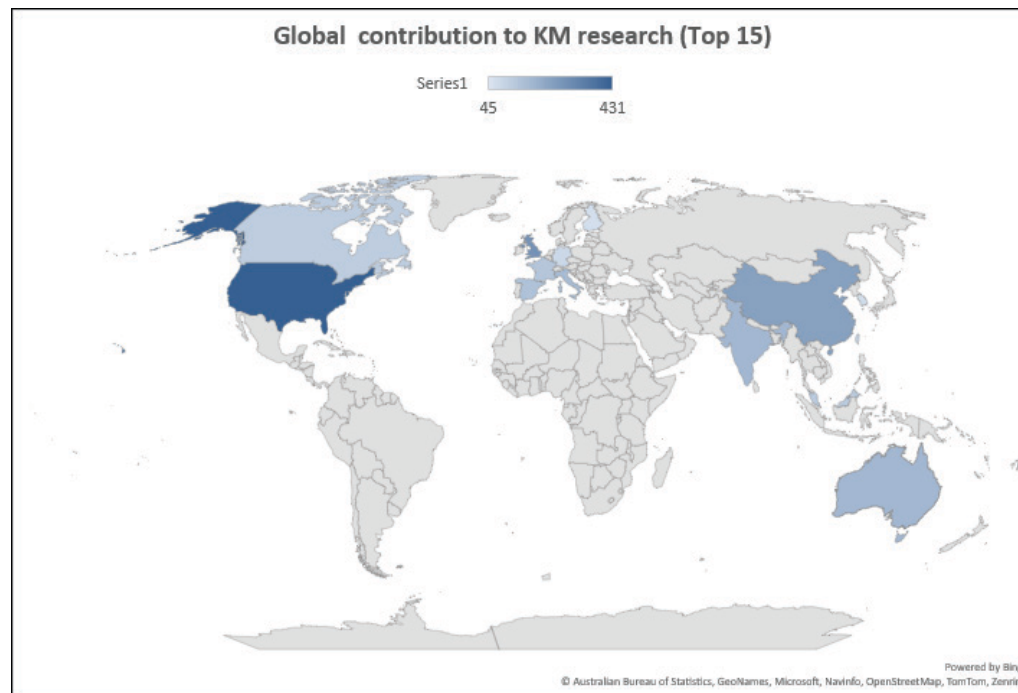 Global contribution to KM research (Top 15)
Series1
45 431
Powered by Bing
© Australian Bureau of Statistics, GeoNames, Microsoft, Navinfo, OpenStreetMap, TomTom, Zenrin